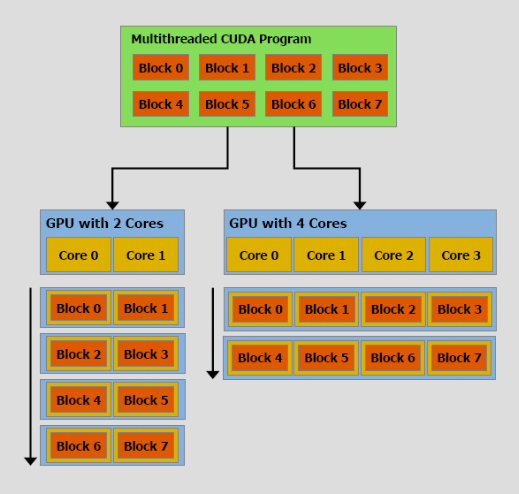 Multithreaded CUDA Program
Block 0 Block 1 Block 2 Block 3
Block 4 Block 5 Block 6 Block 7
GPU with 2 Cores
Core 0 Core 1
Block 0 Block 1
Block 2 Block 3
Block 4 Block 5
Block 6 Block 7
GPU with 4 Cores
Core 0 Core 1 Core 2 Core 3
Block 0 Block 1 Block 2 Block 3
Block 4 Block 5 Block 6 Block 7